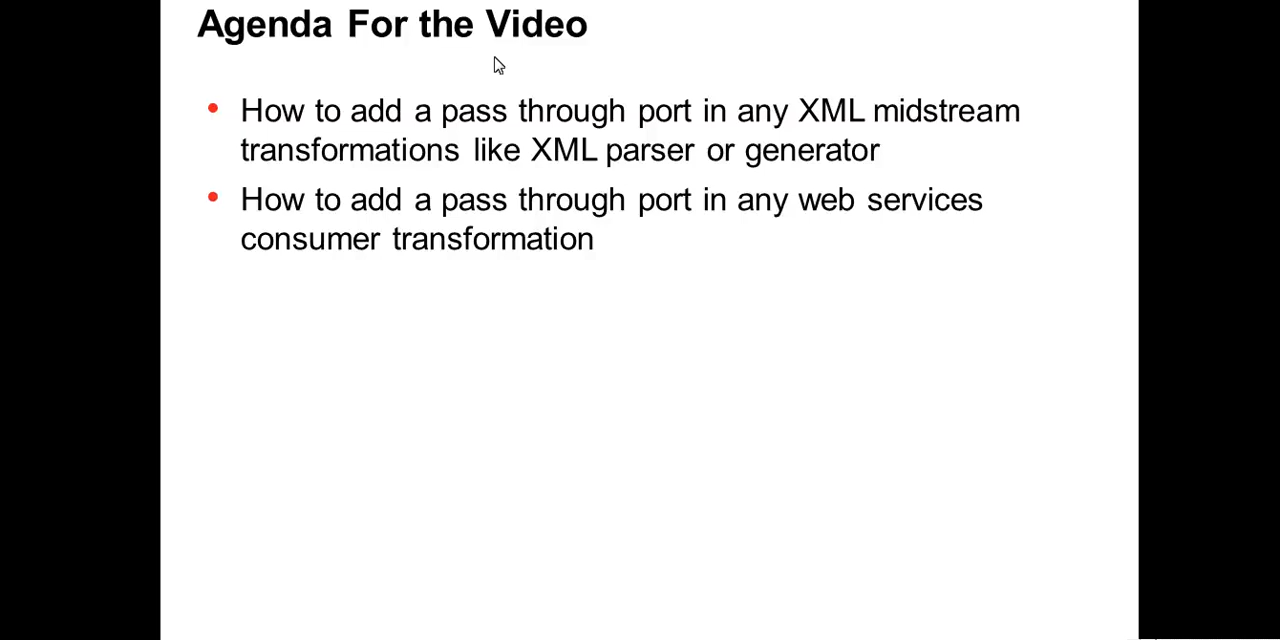 Agenda For the Video
• How to add a pass through port in any XML midstream
transformations like XML parser or generator
• How to add a pass through port in any web services
consumer transformation